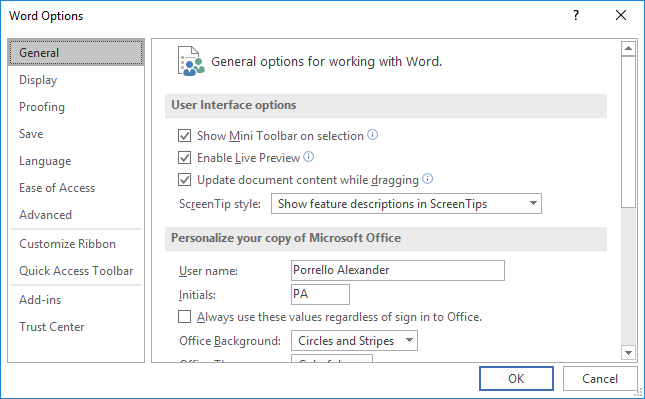 Word Options
General
Display
Proofing
Save
Language
Ease of Access
Advanced
Customize Ribbon
Quick Access Toolbar
Add-ins
Trust Center
General options for working with Word.
User Interface options
Show Mini Toolbar on selection
Enable Live Preview
Update document content while dragging
ScreenTip style: Show feature descriptions in ScreenTips
Personalize your copy of Microsoft Office
User name: Porrello Alexander
Initials: PA
Always use these values regardless of sign in to Office.
Office Background: Circles and Stripes
OK Cancel